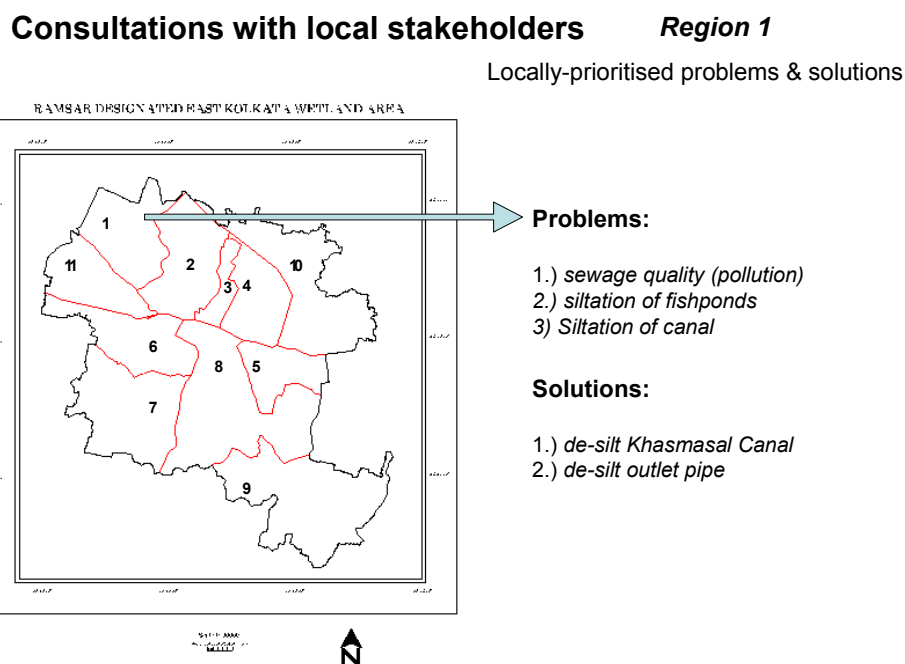 Consultations with local stakeholders
Region 1
Locally-prioritised problems & solutions
RAMSAR DESIGNATED EAST KOLKATA WETLAND AREA
1
11
2
3
4
10
6
8
5
7
9
Problems:
1.) sewage quality (pollution)
2.) siltation of fishponds
3) Siltation of canal
Solutions:
1.) de-silt Khasmasal Canal
2.) de-silt outlet pipe
N